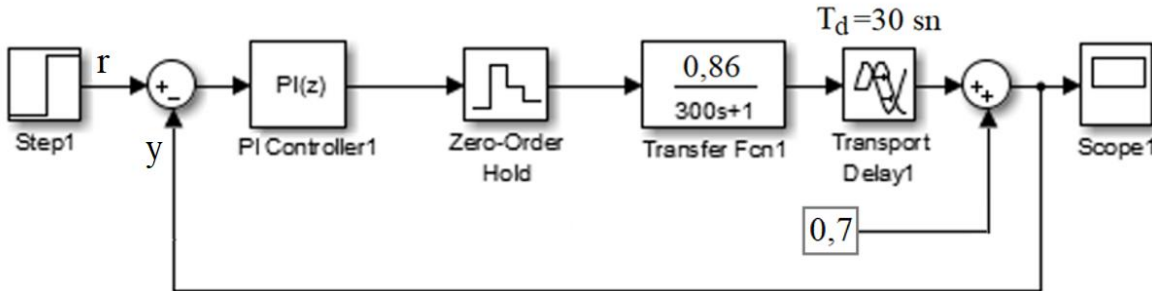 T_d=30 sn
r
+
−
PI(z)
0,86
300s+1
+
+
Step1
PI Controller1
Zero-Order
Hold
Transfer Fcn1
Transport
Delay1
Scope1
y
0,7